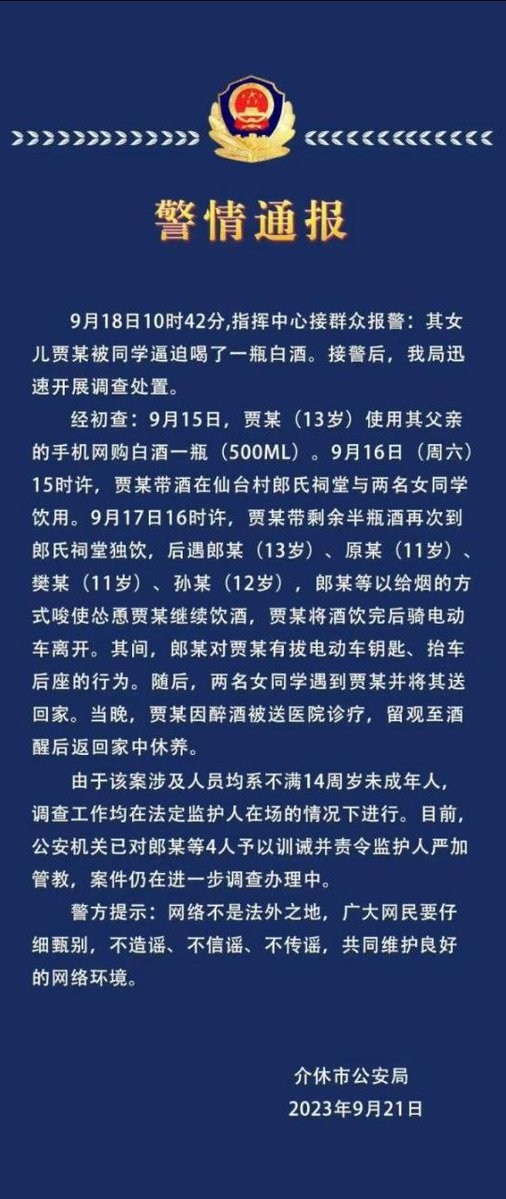 警情通报
9月18日10时42分,指挥中心接群众报警：其女
儿贾某被同学逼迫喝了一瓶白酒。接警后，我局迅
速开展调查处置。
经初查：9月15日，贾某（13岁）使用其父亲
的手机网购白酒一瓶（500ML）。9月16日（周六）
15时许，贾某带酒在仙台村郎氏祠堂与两名女同学
饮用。9月17日16时许，贾某带剩余半瓶酒再次到
郎氏祠堂独饮，后遇郎某（13岁）、原某（11岁）、
樊某（11岁）、孙某（12岁），郎某等以给烟的方
式唆使怂恿贾某继续饮酒，贾某将酒饮完后骑电动
车离开。其间，郎某对贾某有拔电动车钥匙、抬车
后座的行为。随后，两名女同学遇到贾某并将其送
回家。当晚，贾某因醉酒被送医院诊疗，留观至酒
醒后返回家中休养。
由于该案涉及人员均系不满14周岁未成年人，
调查工作均在法定监护人在场的情况下进行。目前，
公安机关已对郎某等4人予以训诫并责令监护人严加
管教，案件仍在进一步调查办理中。
警方提示：网络不是法外之地，广大网民要仔
细甄别，不造谣、不信谣、不传谣，共同维护良好
的网络环境。
介休市公安局
2023年9月21日